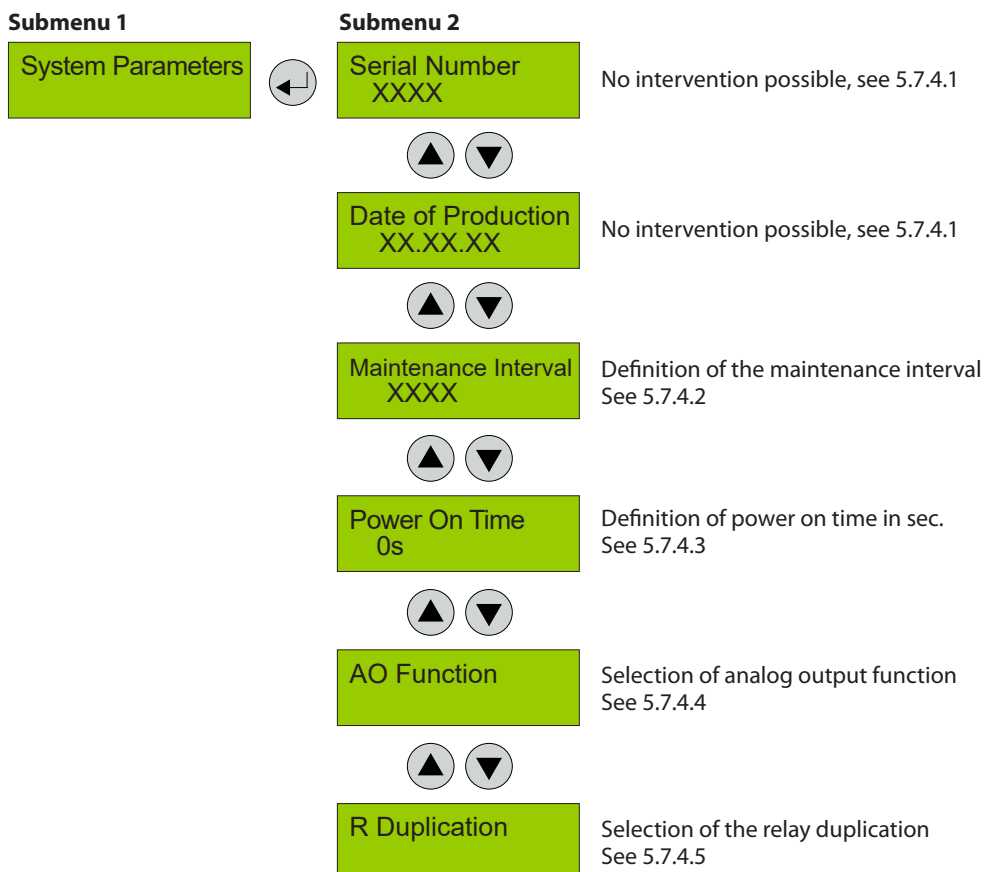 Submenu 1
Submenu 2
System Parameters
Serial Number
XXXX
No intervention possible, see 5.7.4.1
Date of Production
XX.XX.XX
No intervention possible, see 5.7.4.1
Maintenance Interval
XXXX
Definition of the maintenance interval
See 5.7.4.2
Power On Time
0s
Definition of power on time in sec.
See 5.7.4.3
AO Function
Selection of analog output function
See 5.7.4.4
R Duplication
Selection of the relay duplication
See 5.7.4.5